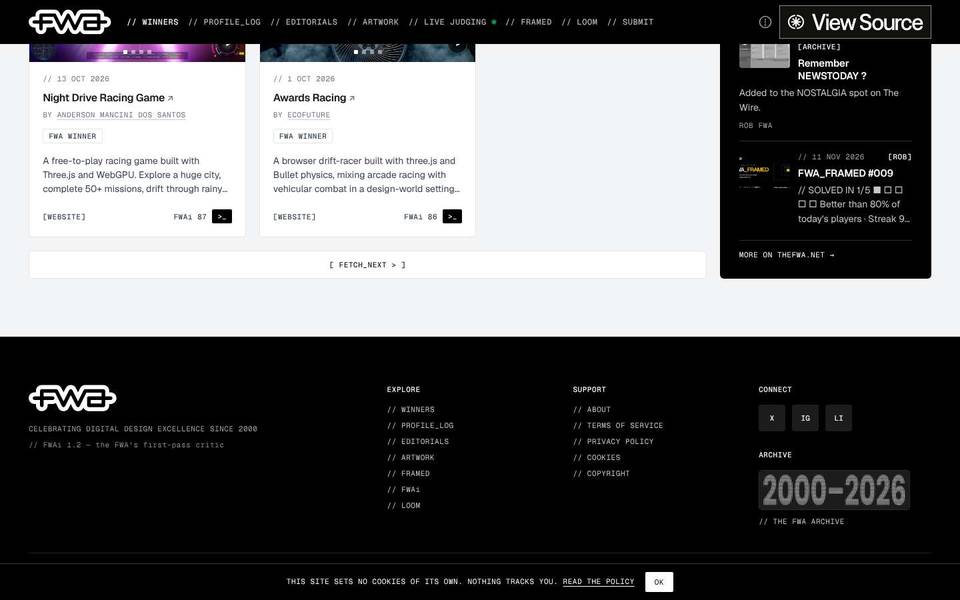 FWA
// WINNERS // PROFILE_LOG // EDITORIALS // ARTWORK // LIVE JUDGING // FRAMED // LOOM // SUBMIT
View Source
// 13 OCT 2026
Night Drive Racing Game ↗
BY ANDERSON MANCINI DOS SANTOS
FWA WINNER
A free-to-play racing game built with
Three.js and WebGPU. Explore a huge city,
complete 50+ missions, drift through rainy...
[WEBSITE] FWAi 87 >_
// 1 OCT 2026
Awards Racing ↗
BY ECOFUTURE
FWA WINNER
A browser drift-racer built with three.js and
Bullet physics, mixing arcade racing with
vehicular combat in a design-world setting...
[WEBSITE] FWAi 86 >_
[ FETCH_NEXT > ]
[ARCHIVE]
Remember
NEWSTODAY ?
Added to the NOSTALGIA spot on The
Wire.
ROB FWA
// 11 NOV 2026 [ROB]
FWA_FRAMED #009
// SOLVED IN 1/5 ■ □ □
□ □ Better than 80% of
today's players · Streak 9...
MORE ON THEFWA.NET →
FWA
CELEBRATING DIGITAL DESIGN EXCELLENCE SINCE 2000
// FWAi 1.2 — the FWA's first-pass critic
EXPLORE
// WINNERS
// PROFILE_LOG
// EDITORIALS
// ARTWORK
// FRAMED
// FWAi
// LOOM
SUPPORT
// ABOUT
// TERMS OF SERVICE
// PRIVACY POLICY
// COOKIES
// COPYRIGHT
CONNECT
X IG LI
ARCHIVE
2000-2026
// THE FWA ARCHIVE
THIS SITE SETS NO COOKIES OF ITS OWN. NOTHING TRACKS YOU. READ THE POLICY OK